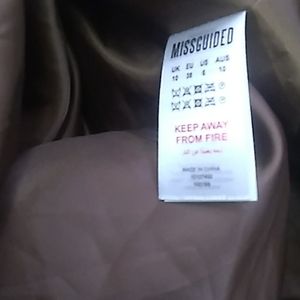 MISSGUIDED
UK EU US AUS
10 38 6 10
KEEP AWAY
FROM FIRE
MADE IN CHINA